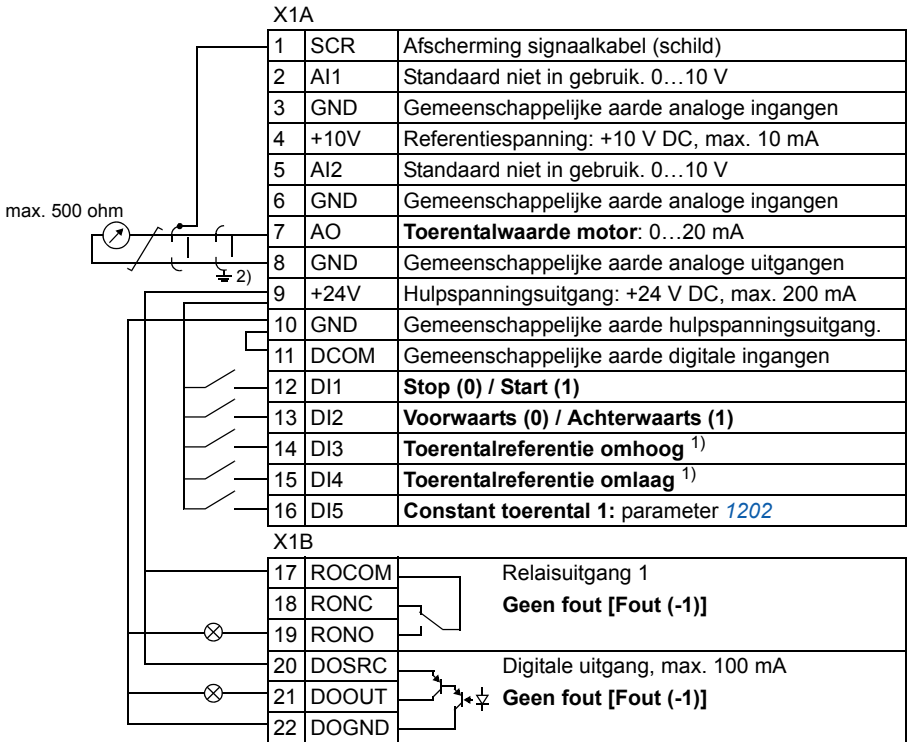 X1A
1 SCR Afscherming signaalkabel (schild)
2 AI1 Standaard niet in gebruik. 0…10 V
3 GND Gemeenschappelijke aarde analoge ingangen
4 +10V Referentiespanning: +10 V DC, max. 10 mA
5 AI2 Standaard niet in gebruik. 0…10 V
6 GND Gemeenschappelijke aarde analoge ingangen
max. 500 ohm
7 AO Toerentalwaarde motor: 0…20 mA
8 GND Gemeenschappelijke aarde analoge uitgangen
2)
9 +24V Hulpspanningsuitgang: +24 V DC, max. 200 mA
10 GND Gemeenschappelijke aarde hulpspanningsuitgang.
11 DCOM Gemeenschappelijke aarde digitale ingangen
12 DI1 Stop (0) / Start (1)
13 DI2 Voorwaarts (0) / Achterwaarts (1)
14 DI3 Toerentalreferentie omhoog 1)
15 DI4 Toerentalreferentie omlaag 1)
16 DI5 Constant toerental 1: parameter 1202
X1B
17 ROCOM Relaisuitgang 1
18 RONC Geen fout [Fout (-1)]
19 RONO
20 DOSRC Digitale uitgang, max. 100 mA
21 DOOUT Geen fout [Fout (-1)]
22 DOGND